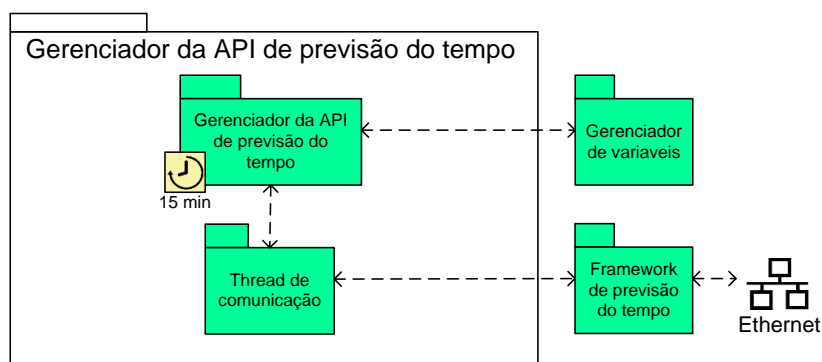 Gerenciador da API de previsão do tempo
Gerenciador da API
de previsão do
tempo
15 min
Gerenciador
de variaveis
Thread de
comunicação
Framework
de previsão
do tempo
Ethernet